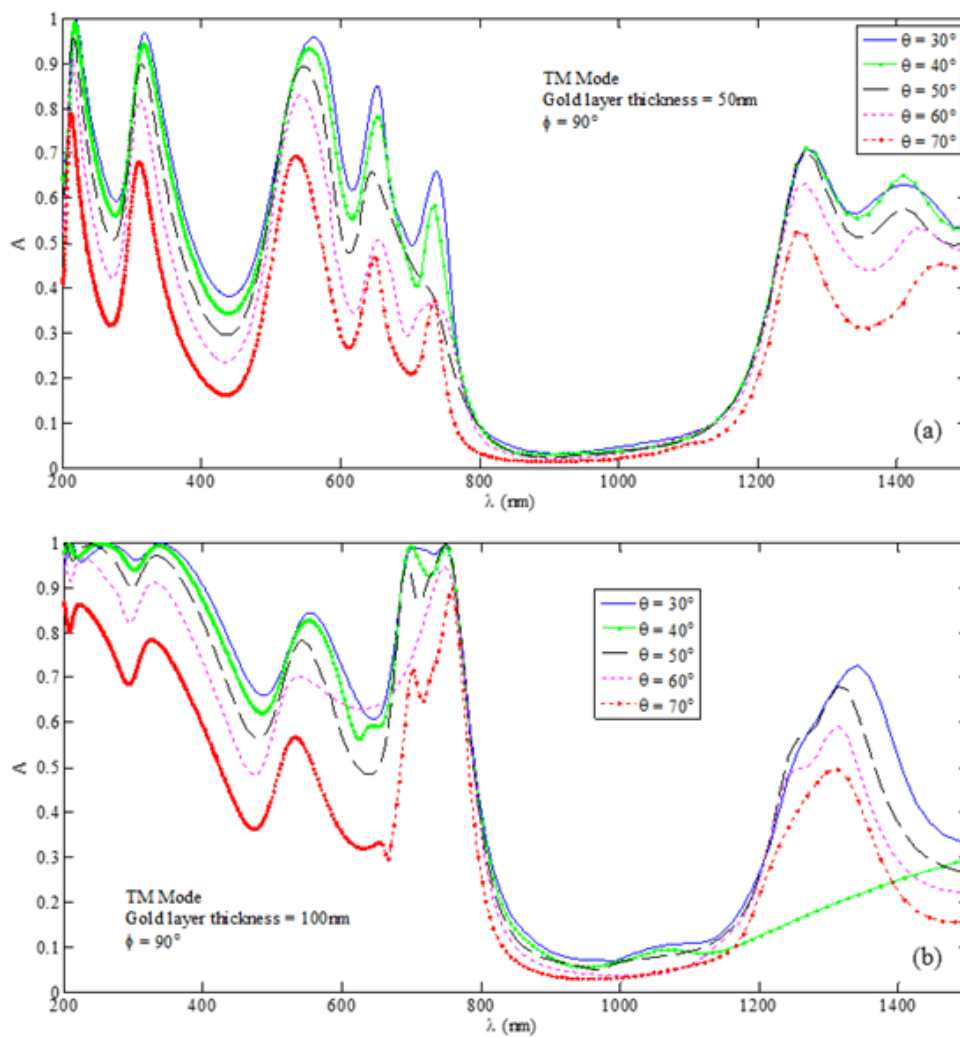 1
0.9
0.8
0.7
0.6
0.5
0.4
0.3
0.2
0.1
0
A
TM Mode
Gold layer thickness = 50nm
ϕ = 90°
θ = 30°
θ = 40°
θ = 50°
θ = 60°
θ = 70°
(a)
200 400 600 800 1000 1200 1400
λ (nm)
1
0.9
0.8
0.7
0.6
0.5
0.4
0.3
0.2
0.1
0
A
θ = 30°
θ = 40°
θ = 50°
θ = 60°
θ = 70°
TM Mode
Gold layer thickness = 100nm
ϕ = 90°
(b)
200 400 600 800 1000 1200 1400
λ (nm)